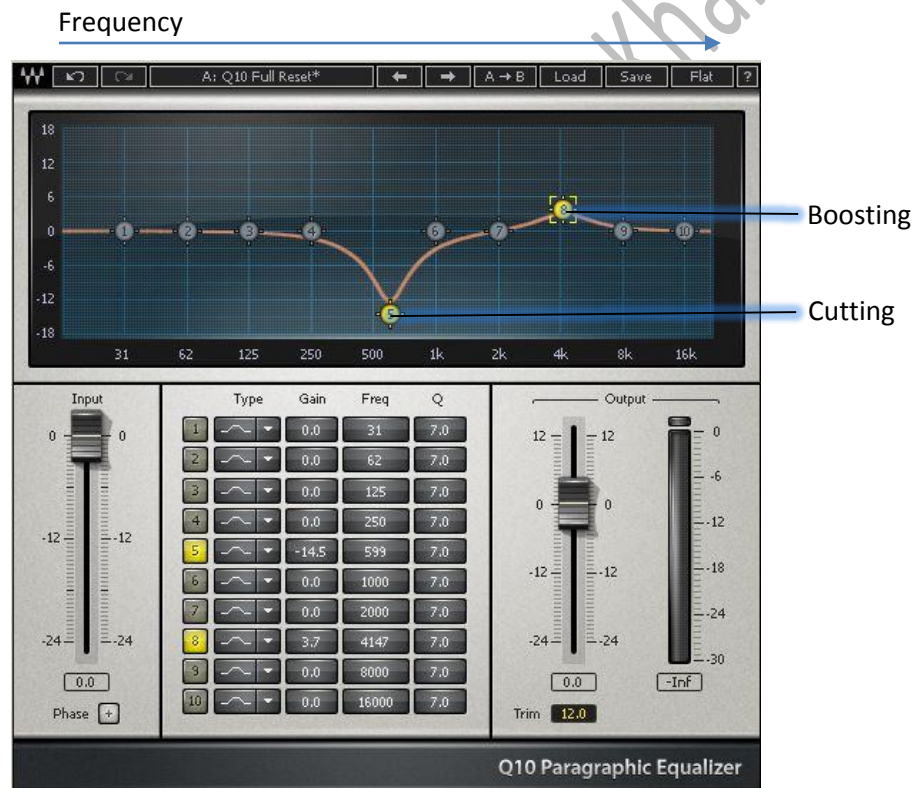 Frequency
A: Q10 Full Reset* A → B Load Save Flat ?
18
12
6
0
-6
-12
-18
1 2 3 4 5 6 7 8 9 10
31 62 125 250 500 1k 2k 4k 8k 16k
Boosting
Cutting
Input
0 0
-12 -12
-24 -24
0.0
Phase +
Type Gain Freq Q
1 0.0 31 7.0
2 0.0 62 7.0
3 0.0 125 7.0
4 0.0 250 7.0
5 -14.5 599 7.0
6 0.0 1000 7.0
7 0.0 2000 7.0
8 3.7 4147 7.0
9 0.0 8000 7.0
10 0.0 16000 7.0
Output
12 12
0 0
-12 -12
-24 -24
0.0
Trim 12.0
0
-6
-12
-18
-24
-30
-Inf
Q10 Paragraphic Equalizer